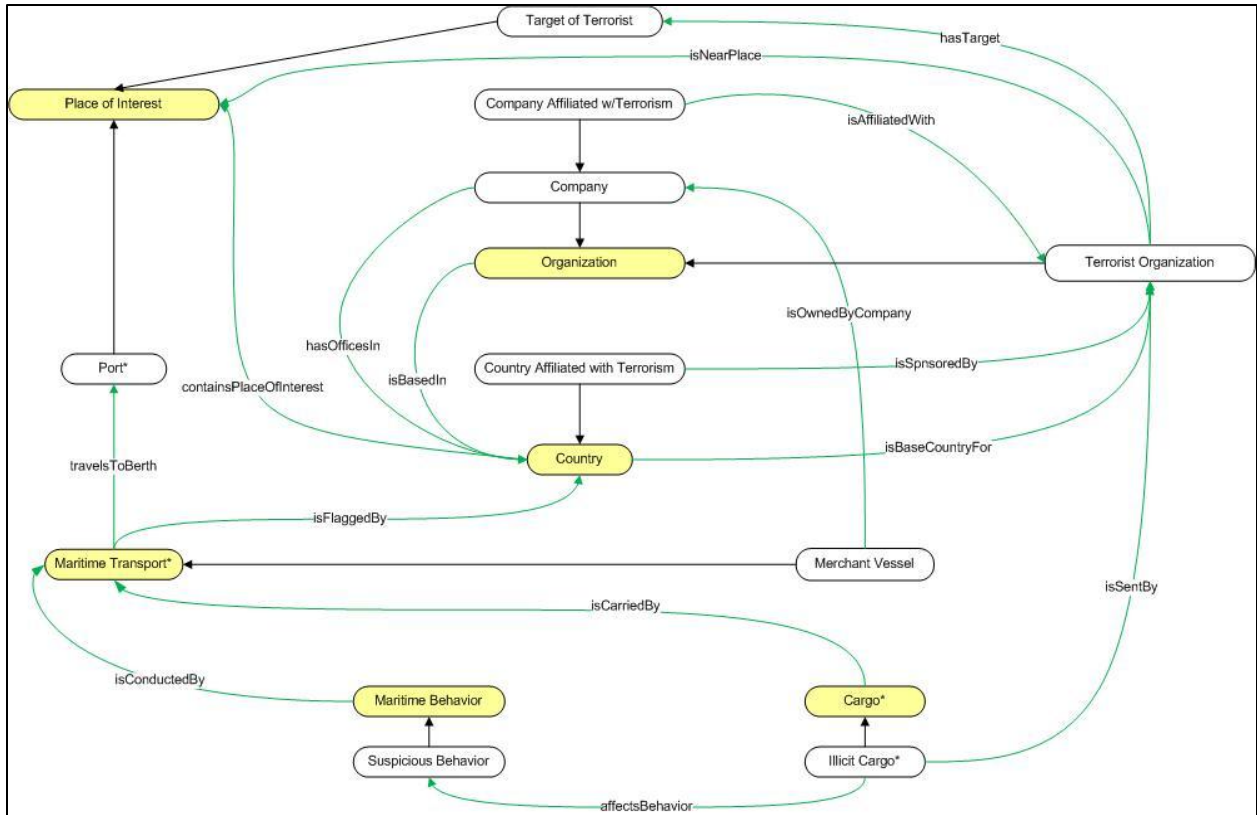 Target of Terrorist
hasTarget
isNearPlace
Place of Interest
Company Affiliated w/Terrorism
isAffiliatedWith
Company
Organization
Terrorist Organization
isOwnedByCompany
hasOfficesIn
Port*
Country Affiliated with Terrorism
isSpnsoredBy
isBasedIn
containsPlaceOfInterest
isBaseCountryFor
Country
travelsToBerth
isFlaggedBy
Maritime Transport*
Merchant Vessel
isSentBy
isCarriedBy
isConductedBy
Maritime Behavior
Cargo*
Suspicious Behavior
Illicit Cargo*
affectsBehavior